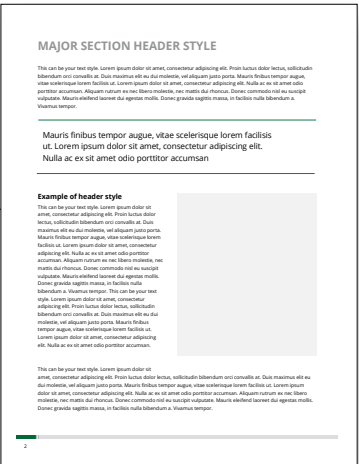 MAJOR SECTION HEADER STYLE
This can be your text style. Lorem ipsum dolor sit amet, consectetur adipiscing elit. Proin luctus dolor lectus, sollicitudin
bibendum orci convallis at. Duis maximus elit eu dui molestie, vel aliquam justo porta. Mauris finibus tempor augue,
vitae scelerisque lorem facilisis ut. Lorem ipsum dolor sit amet, consectetur adipiscing elit. Nulla ac ex sit amet odio
porttitor accumsan. Aliquam rutrum ex nec libero molestie, nec mattis dui rhoncus. Donec commodo nisl eu suscipit
vulputate. Mauris eleifend laoreet dui egestas mollis. Donec gravida sagittis massa, in facilisis nulla bibendum a.
Vivamus tempor.
Mauris finibus tempor augue, vitae scelerisque lorem facilisis
ut. Lorem ipsum dolor sit amet, consectetur adipiscing elit.
Nulla ac ex sit amet odio porttitor accumsan
Example of header style
This can be your text style. Lorem ipsum dolor sit
amet, consectetur adipiscing elit. Proin luctus dolor
lectus, sollicitudin bibendum orci convallis at. Duis
maximus elit eu dui molestie, vel aliquam justo porta.
Mauris finibus tempor augue, vitae scelerisque lorem
facilisis ut. Lorem ipsum dolor sit amet, consectetur
adipiscing elit. Nulla ac ex sit amet odio porttitor
accumsan. Aliquam rutrum ex nec libero molestie, nec
mattis dui rhoncus. Donec commodo nisl eu suscipit
vulputate. Mauris eleifend laoreet dui egestas mollis.
Donec gravida sagittis massa, in facilisis nulla
bibendum a. Vivamus tempor. This can be your text
style. Lorem ipsum dolor sit amet, consectetur
adipiscing elit. Proin luctus dolor lectus, sollicitudin
bibendum orci convallis at. Duis maximus elit eu dui
molestie, vel aliquam justo porta. Mauris finibus
tempor augue, vitae scelerisque lorem facilisis ut.
Lorem ipsum dolor sit amet, consectetur adipiscing
elit. Nulla ac ex sit amet odio porttitor accumsan.
This can be your text style. Lorem ipsum dolor sit
amet, consectetur adipiscing elit. Proin luctus dolor lectus, sollicitudin bibendum orci convallis at. Duis maximus elit eu
dui molestie, vel aliquam justo porta. Mauris finibus tempor augue, vitae scelerisque lorem facilisis ut. Lorem ipsum
dolor sit amet, consectetur adipiscing elit. Nulla ac ex sit amet odio porttitor accumsan. Aliquam rutrum ex nec libero
molestie, nec mattis dui rhoncus. Donec commodo nisl eu suscipit vulputate. Mauris eleifend laoreet dui egestas mollis.
Donec gravida sagittis massa, in facilisis nulla bibendum a. Vivamus tempor.
2